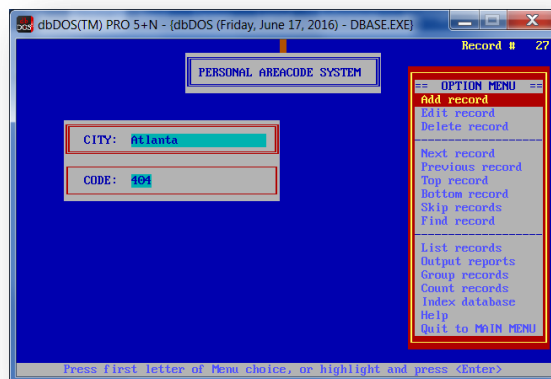 dbDOS(TM) PRO 5+N - {dbDOS (Friday, June 17, 2016) - DBASE.EXE}
Record # 27
PERSONAL AREACODE SYSTEM
== OPTION MENU ==
Add record
Edit record
Delete record
CITY: Atlanta
Next record
Previous record
CODE: 404
Top record
Bottom record
Skip records
Find record
List records
Output reports
Group records
Count records
Index database
Help
Quit to MAIN MENU
Press first letter of Menu choice, or highlight and press <Enter>